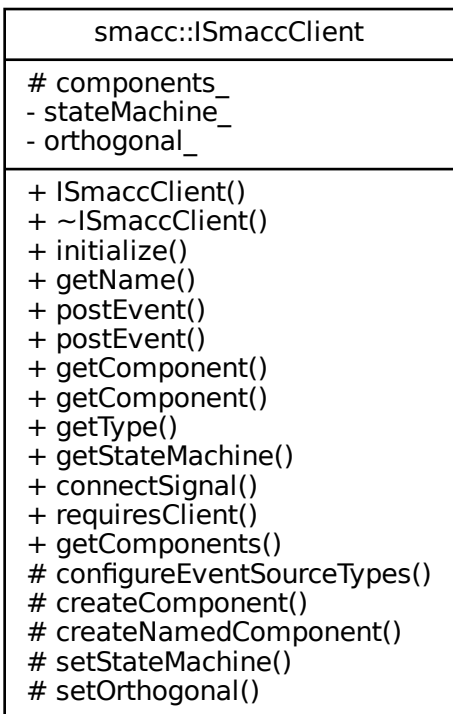 smacc::ISmaccClient
# components_
- stateMachine_
- orthogonal_
+ ISmaccClient()
+ ~ISmaccClient()
+ initialize()
+ getName()
+ postEvent()
+ postEvent()
+ getComponent()
+ getComponent()
+ getType()
+ getStateMachine()
+ connectSignal()
+ requiresClient()
+ getComponents()
# configureEventSourceTypes()
# createComponent()
# createNamedComponent()
# setStateMachine()
# setOrthogonal()